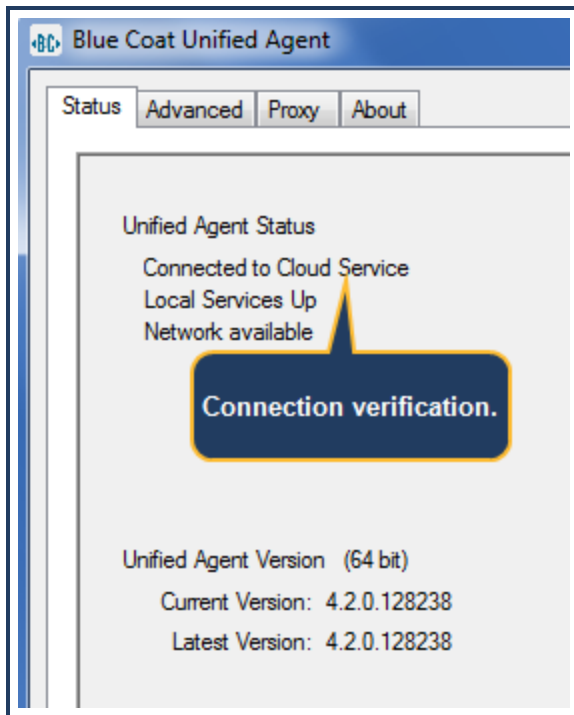 BC Blue Coat Unified Agent
Status Advanced Proxy About
Unified Agent Status
Connected to Cloud Service
Local Services Up
Network available
Connection verification.
Unified Agent Version (64 bit)
Current Version: 4.2.0.128238
Latest Version: 4.2.0.128238